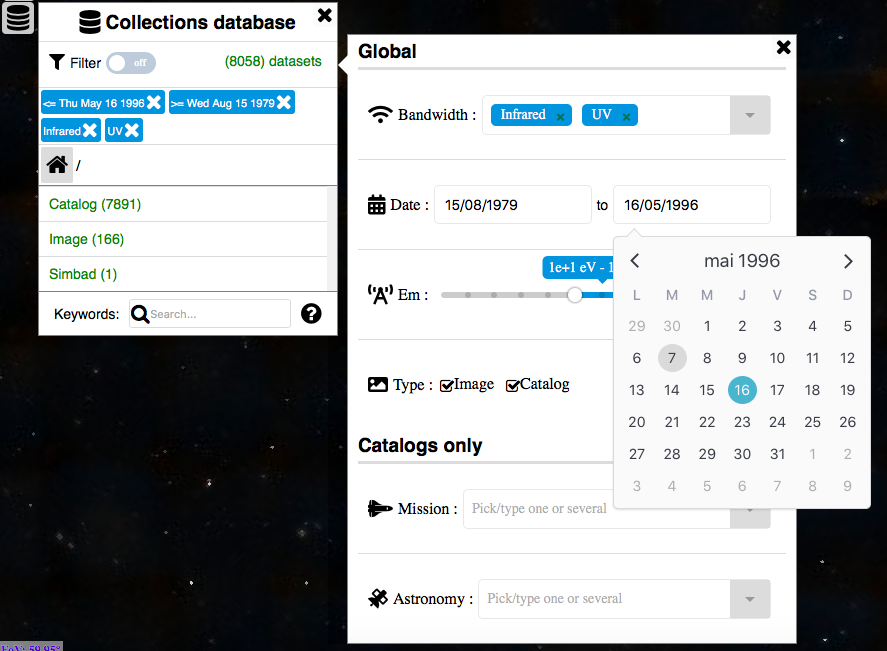 Collections database
Filter off (8058) datasets
<= Thu May 16 1996 >= Wed Aug 15 1979
Infrared UV
/
Catalog (7891)
Image (166)
Simbad (1)
Keywords: Search...
Global
Bandwidth : Infrared × UV ×
Date : 15/08/1979 to 16/05/1996
1e+1 eV - 1
Em :
Type : Image Catalog
Catalogs only
Mission : Pick/type one or several
Astronomy : Pick/type one or several
mai 1996
L M M J V S D
29 30 1 2 3 4 5
6 7 8 9 10 11 12
13 14 15 16 17 18 19
20 21 22 23 24 25 26
27 28 29 30 31 1 2
3 4 5 6 7 8 9
FoV: 59.95°